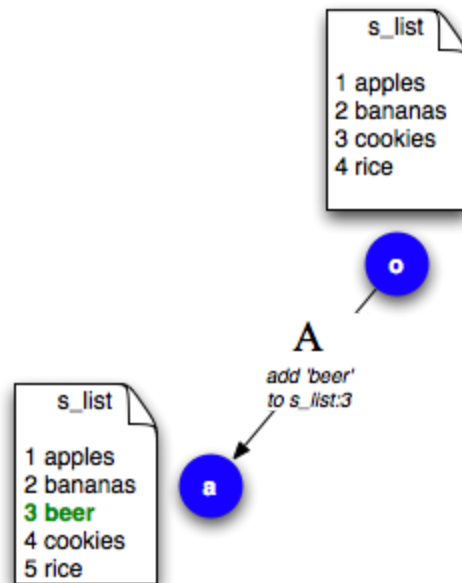 s_list
1 apples
2 bananas
3 cookies
4 rice
o
A
add 'beer'
to s_list:3
s_list
1 apples
2 bananas
3 beer
4 cookies
5 rice
a